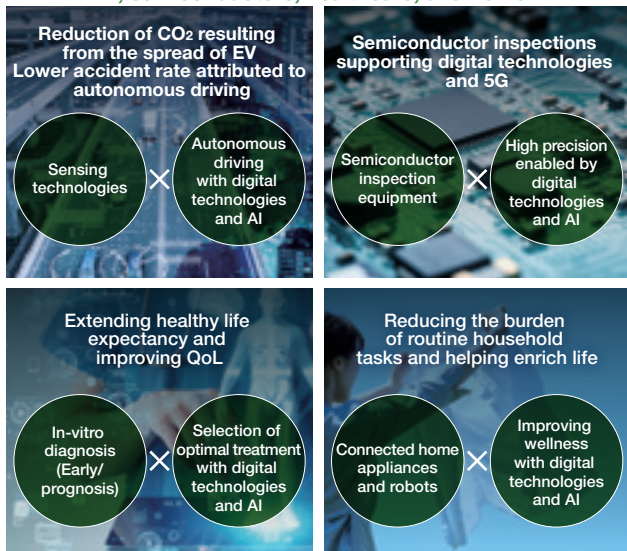 Reduction of CO2 resulting
from the spread of EV
Lower accident rate attributed to
autonomous driving
Sensing
technologies
×
Autonomous
driving
with digital
technologies
and AI
Semiconductor inspections
supporting digital technologies
and 5G
Semiconductor
inspection
equipment
×
High precision
enabled by
digital
technologies
and AI
Extending healthy life
expectancy and
improving QoL
In-vitro
diagnosis
(Early/
prognosis)
×
Selection of
optimal treatment
with digital
technologies
and AI
Reducing the burden
of routine household
tasks and helping enrich life
Connected home
appliances
and robots
×
Improving
wellness
with digital
technologies
and AI